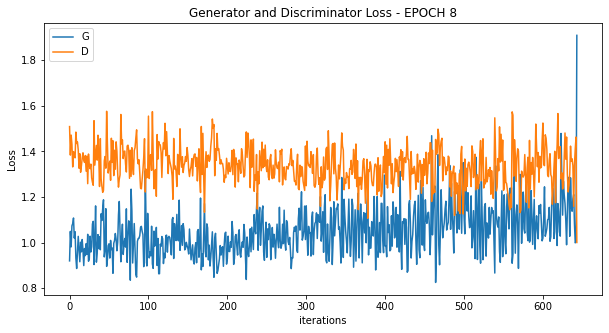 Generator and Discriminator Loss - EPOCH 8
G
D
Loss
1.8
1.6
1.4
1.2
1.0
0.8
0 100 200 300 400 500 600
iterations